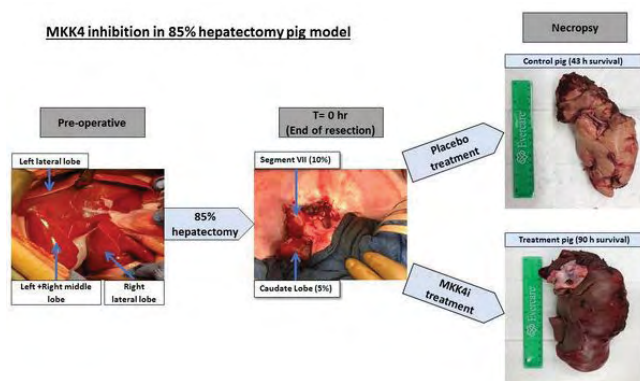 MKK4 inhibition in 85% hepatectomy pig model
Necropsy
Control pig (43 h survival)
Pre-operative
T= 0 hr
(End of resection)
Left lateral lobe
Segment VII (10%)
Placebo
treatment
Evercare
85%
hepatectomy
Treatment pig (90 h survival)
Left +Right middle
lobe
Right
lateral lobe
Caudate Lobe (5%)
MKK4i
treatment
Evercare